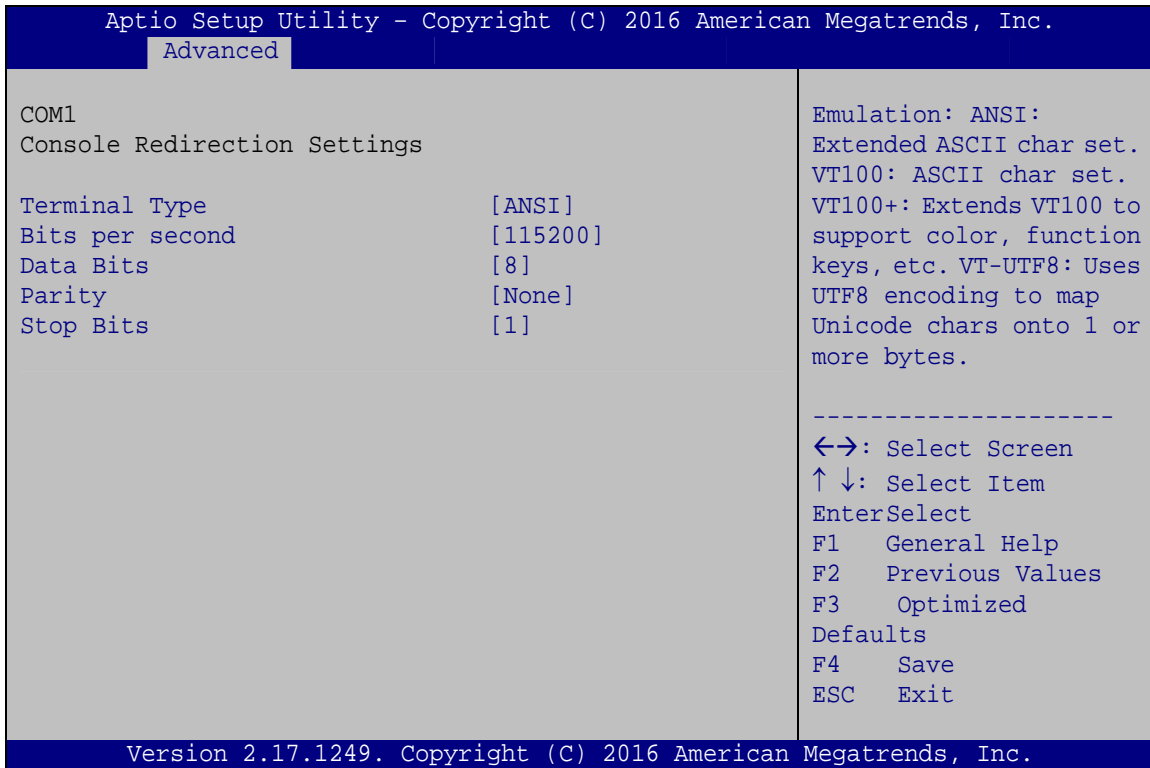 Aptio Setup Utility – Copyright (C) 2016 American Megatrends, Inc.
Advanced
COM1
Console Redirection Settings
Terminal Type [ANSI]
Bits per second [115200]
Data Bits [8]
Parity [None]
Stop Bits [1]
Emulation: ANSI:
Extended ASCII char set.
VT100: ASCII char set.
VT100+: Extends VT100 to
support color, function
keys, etc. VT-UTF8: Uses
UTF8 encoding to map
Unicode chars onto 1 or
more bytes.
---------------------
←→: Select Screen
↑ ↓: Select Item
EnterSelect
F1 General Help
F2 Previous Values
F3 Optimized
Defaults
F4 Save
ESC Exit
Version 2.17.1249. Copyright (C) 2016 American Megatrends, Inc.